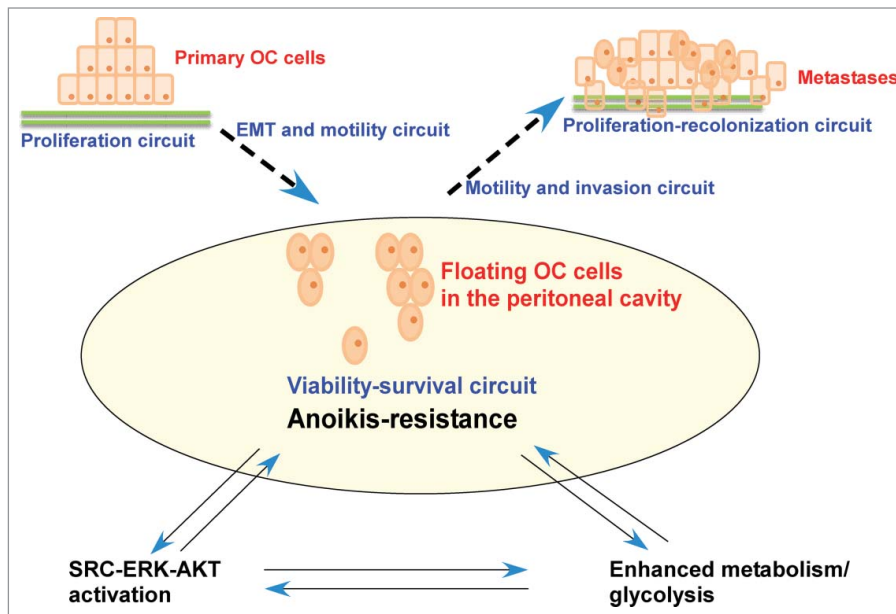 Primary OC cells
Metastases
Proliferation circuit
EMT and motility circuit
Proliferation-recolonization circuit
Motility and invasion circuit
Floating OC cells
in the peritoneal cavity
Viability-survival circuit
Anoikis-resistance
SRC-ERK-AKT
activation
Enhanced metabolism/
glycolysis